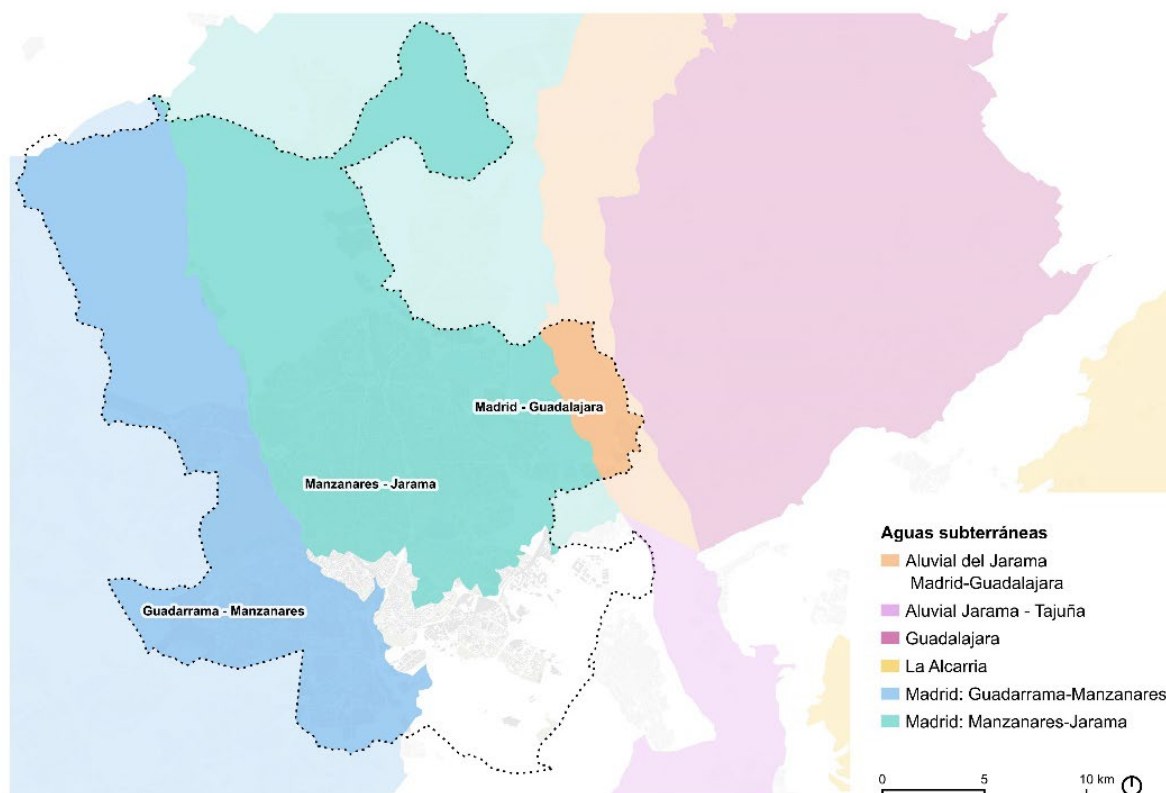 Madrid - Guadalajara
Manzanares - Jarama
Guadarrama - Manzanares
Aguas subterráneas
Aluvial del Jarama
Madrid-Guadalajara
Aluvial Jarama - Tajuña
Guadalajara
La Alcarria
Madrid: Guadarrama-Manzanares
Madrid: Manzanares-Jarama
0 5 10 km